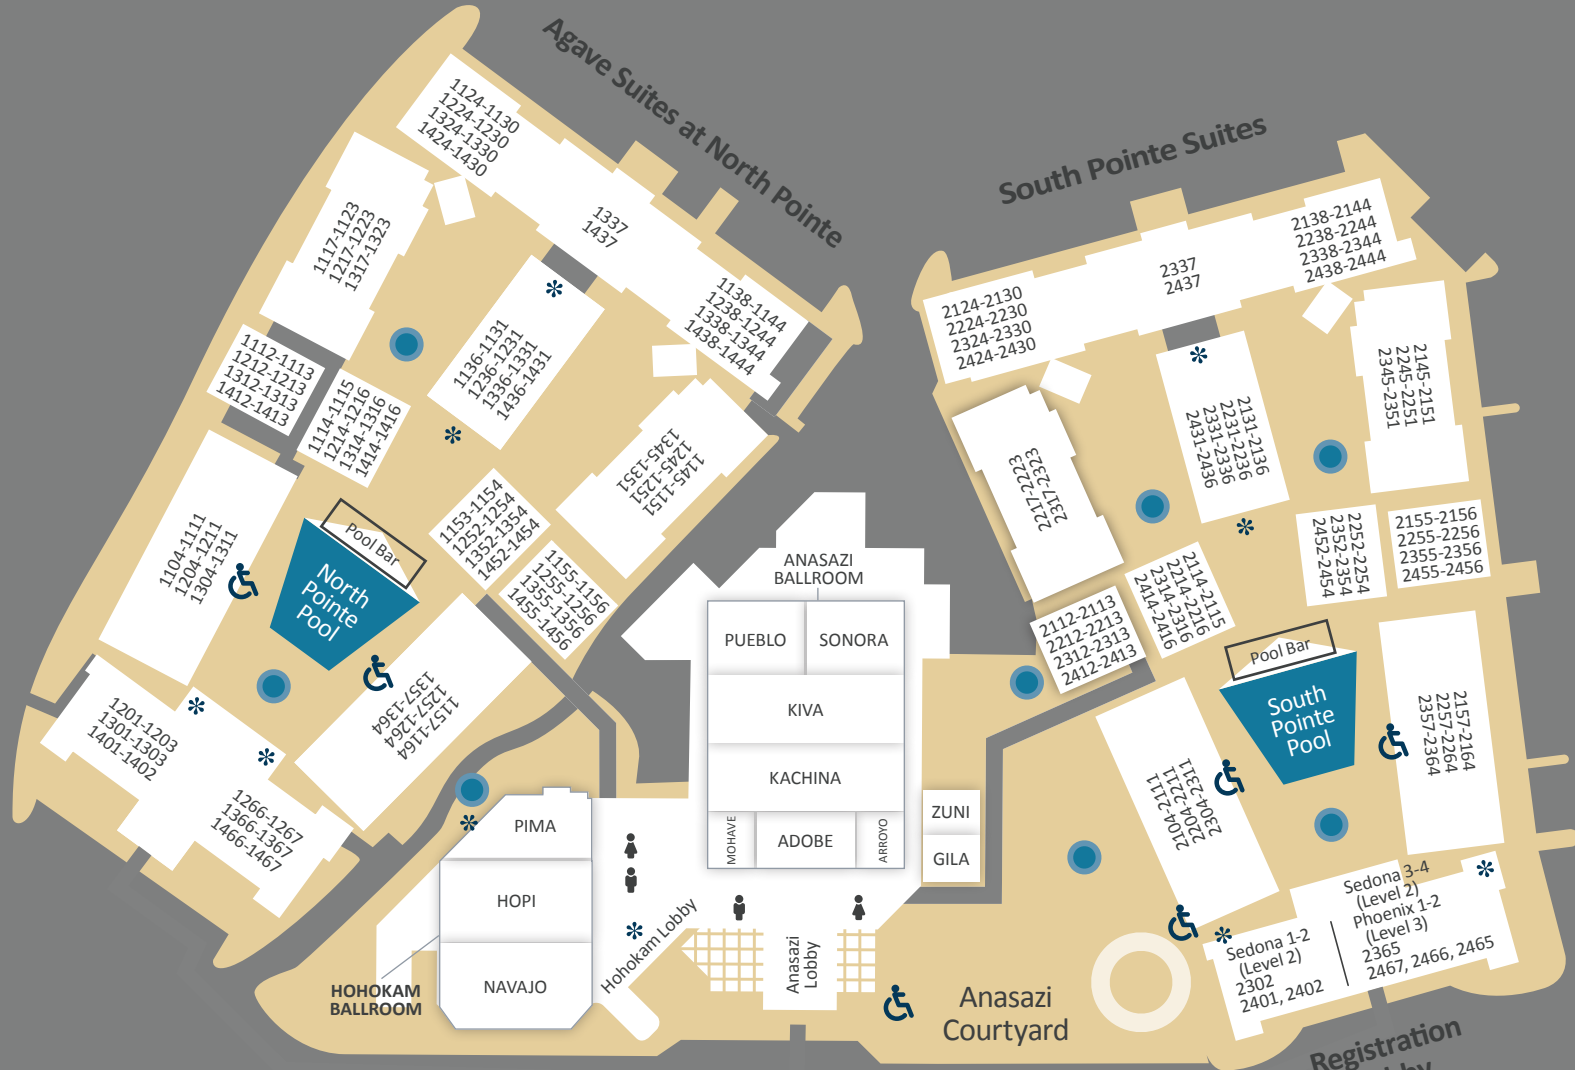 Agave Suites at North Pointe
1124-1130
1224-1230
1324-1330
1424-1430
1117-1123
1217-1223
1317-1323
1337
1437
1138-1144
1238-1244
1338-1344
1438-1444
1136-1131
1236-1231
1336-1331
1436-1431
1112-1113
1212-1213
1312-1313
1412-1413
1114-1115
1214-1216
1314-1316
1414-1416
1145-1151
1245-1251
1345-1351
1104-1111
1204-1211
1304-1311
Pool Bar
North
Pointe
Pool
1153-1154
1252-1254
1352-1354
1452-1454
1155-1156
1255-1256
1355-1356
1455-1456
1157-1164
1257-1264
1357-1364
1201-1203
1301-1303
1401-1402
1266-1267
1366-1367
1466-1467
South Pointe Suites
2124-2130
2224-2230
2324-2330
2424-2430
2337
2437
2138-2144
2238-2244
2338-2344
2438-2444
2145-2151
2245-2251
2345-2351
2131-2136
2231-2236
2331-2336
2431-2436
2317-2323
2217-2223
2252-2254
2352-2354
2452-2454
2155-2156
2255-2256
2355-2356
2455-2456
2114-2115
2214-2216
2314-2316
2414-2416
2112-2113
2212-2213
2312-2313
2412-2413
Pool Bar
South
Pointe
Pool
2157-2164
2257-2264
2357-2364
2304-2311
2204-2211
2104-2111
ANASAZI
BALLROOM
PUEBLO
SONORA
KIVA
KACHINA
MOHAVE
ADOBE
ARROYO
ZUNI
GILA
PIMA
HOPI
NAVAJO
HOHOKAM
BALLROOM
Hohokam Lobby
Anasazi
Lobby
Anasazi
Courtyard
Sedona 1-2
(Level 2)
2302
2401, 2402
Sedona 3-4
(Level 2)
Phoenix 1-2
(Level 3)
2365
2467, 2466, 2465
Registration